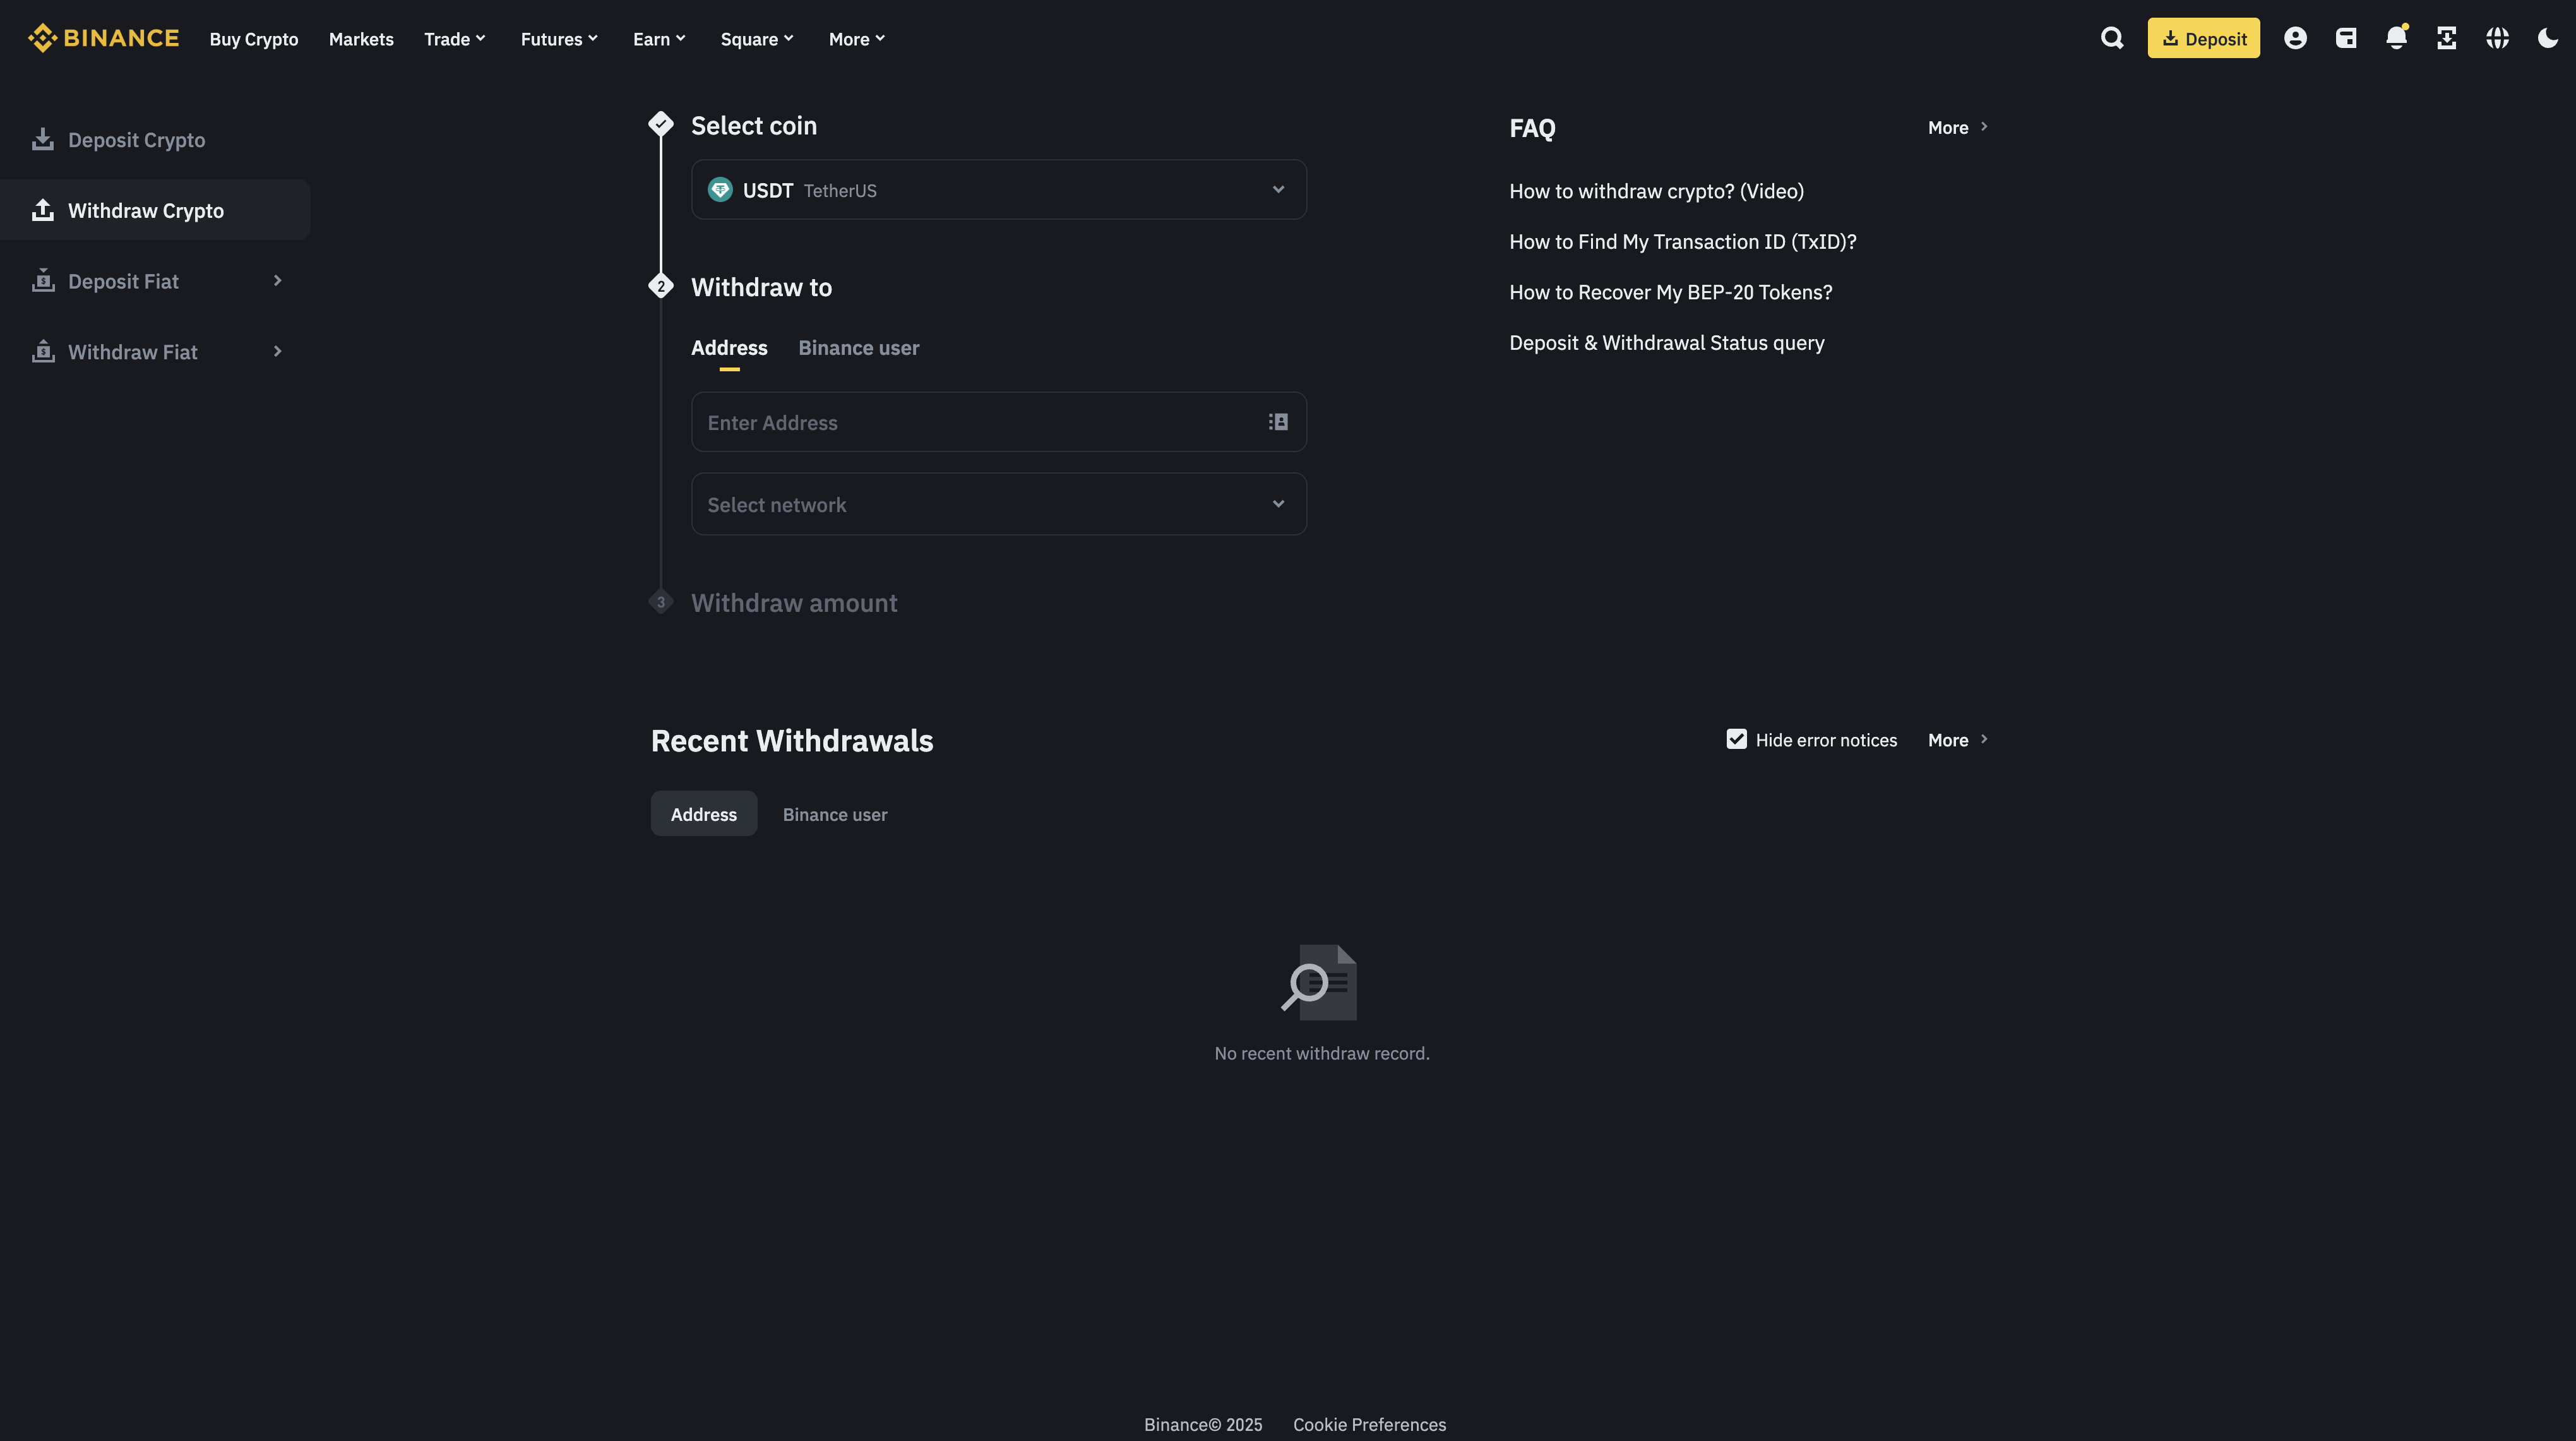 BINANCE
Buy Crypto
Markets
Trade
Futures
Earn
Square
More
Deposit
Deposit Crypto
Withdraw Crypto
Deposit Fiat
Withdraw Fiat
Select coin
USDT TetherUS
2
Withdraw to
Address
Binance user
Enter Address
Select network
3
Withdraw amount
FAQ
More
How to withdraw crypto? (Video)
How to Find My Transaction ID (TxID)?
How to Recover My BEP-20 Tokens?
Deposit & Withdrawal Status query
Recent Withdrawals
Hide error notices
More
Address
Binance user
No recent withdraw record.
Binance© 2025
Cookie Preferences